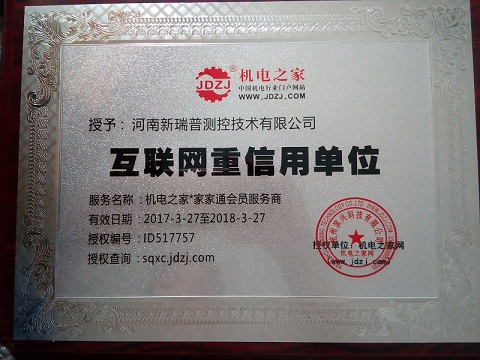 JDZJ ® 机电之家
中国机电行业门户网站
WWW.JDZJ.COM
授予：河南新瑞普测控技术有限公司
互联网重信用单位
服务名称：机电之家*家家通会员服务商
有效日期：2017-3-27至2018-3-27
授权编号：ID517757
授权查询：sqxc.jdzj.com
授权单位：机电之家网
(www.jdzj.com)
机电之家网